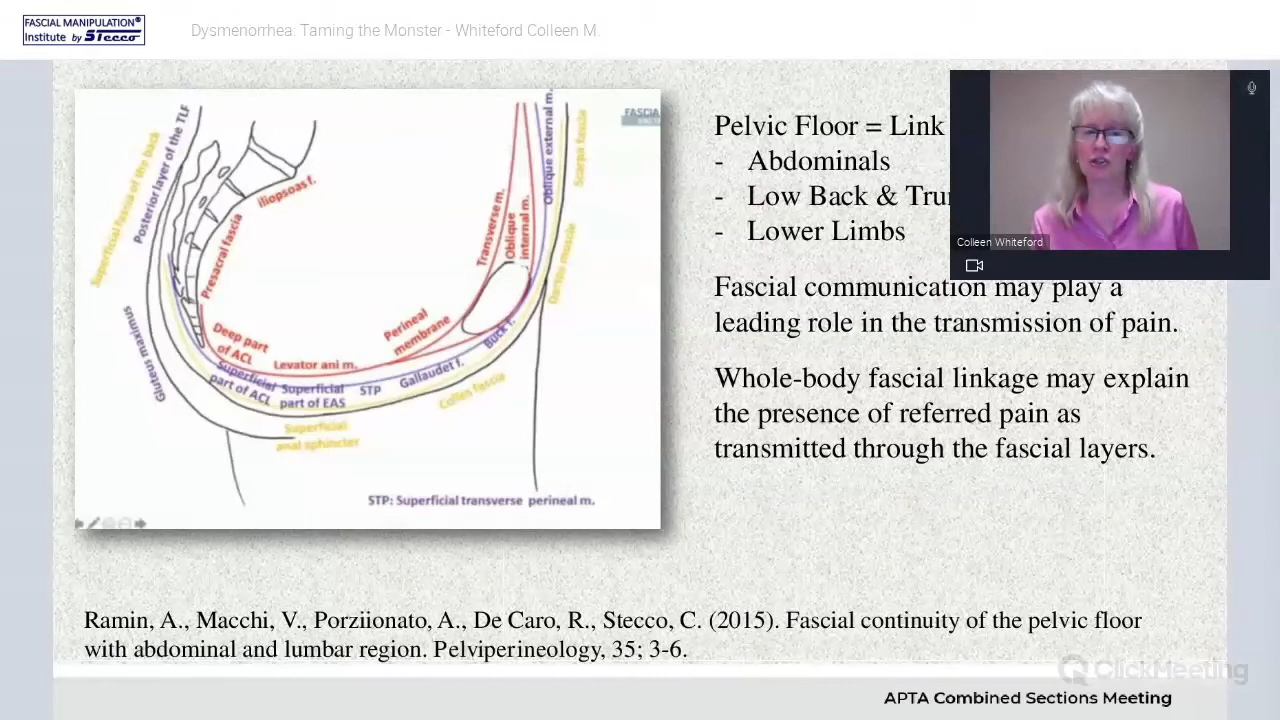 FASCIAL MANIPULATION®
Institute by Stecco
Dysmenorrhea: Taming the Monster - Whiteford Colleen M.
Superficial fascia of the back
Posterior layer of the TLF
iliopsoas f.
Presacral fascia
Gluteus maximus
Deep part
of ACL
Levator ani m.
Perineal
membrane
Transverse m.
Oblique
internal m.
Oblique external m.
Scarpa fascia
FASCIAL
Dartos muscle
Buck f.
Superficial
part of ACL
Superficial
part of EAS
STP
Gallaudet f.
Colles fascia
Superficial
anal sphincter
STP: Superficial transverse perineal m.
Pelvic Floor = Link
- Abdominals
- Low Back &
- Lower Limbs
Fascial communication may play a
leading role in the transmission of pain.
Whole-body fascial linkage may explain
the presence of referred pain as
transmitted through the fascial layers.
Colleen Whiteford
Ramin, A., Macchi, V., Porziionato, A., De Caro, R., Stecco, C. (2015). Fascial continuity of the pelvic floor
with abdominal and lumbar region. Pelviperineology, 35; 3-6.
ClickMeeting
APTA Combined Sections Meeting